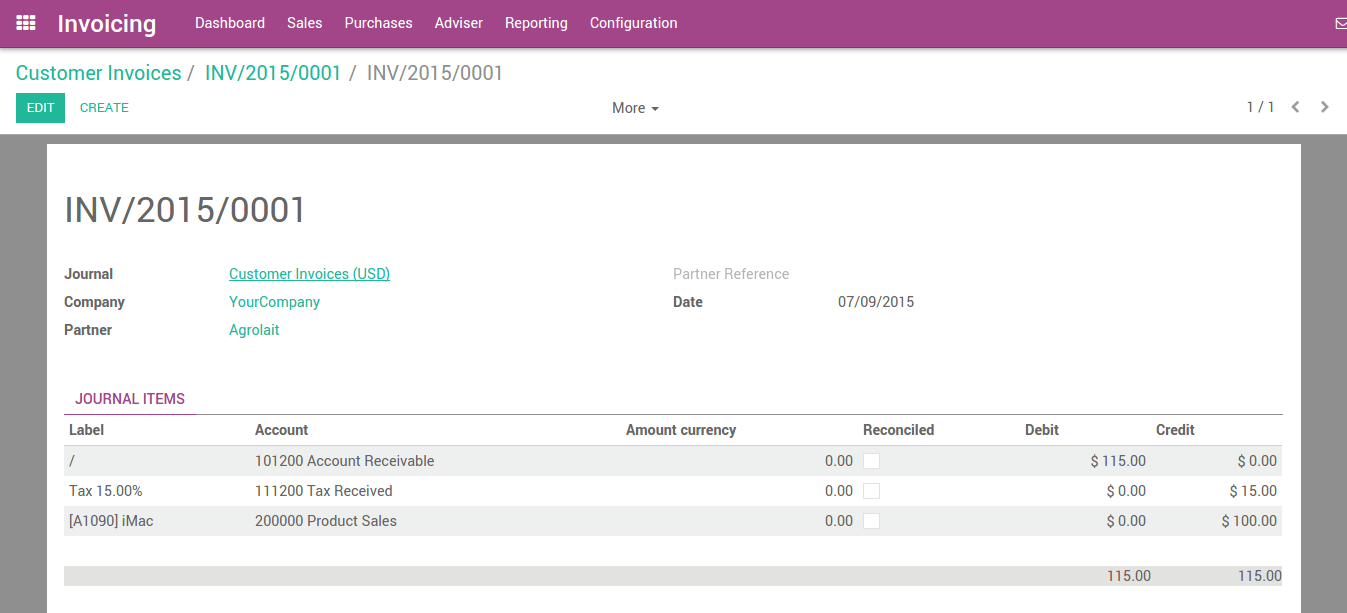 Invoicing Dashboard Sales Purchases Adviser Reporting Configuration
Customer Invoices / INV/2015/0001 / INV/2015/0001
EDIT CREATE More 1 / 1
INV/2015/0001
Journal Customer Invoices (USD) Partner Reference
Company YourCompany Date 07/09/2015
Partner Agrolait
JOURNAL ITEMS
Label Account Amount currency Reconciled Debit Credit
/ 101200 Account Receivable 0.00 $ 115.00 $ 0.00
Tax 15.00% 111200 Tax Received 0.00 $ 0.00 $ 15.00
[A1090] iMac 200000 Product Sales 0.00 $ 0.00 $ 100.00
115.00 115.00